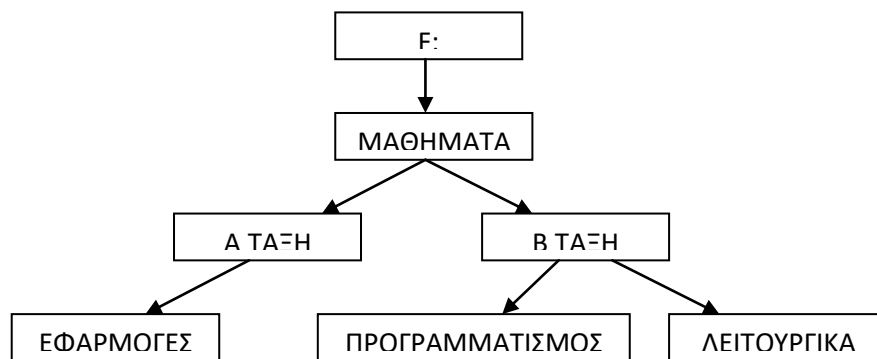 F:
ΜΑΘΗΜΑΤΑ
Α ΤΑΞΗ
Β ΤΑΞΗ
ΕΦΑΡΜΟΓΕΣ
ΠΡΟΓΡΑΜΜΑΤΙΣΜΟΣ
ΛΕΙΤΟΥΡΓΙΚΑ